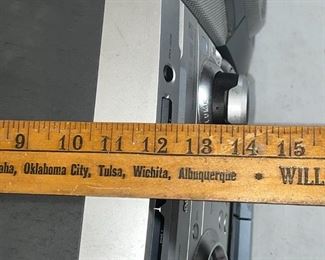 9 10 11 12 13 14 15
aha, Oklahoma City, Tulsa, Wichita, Albuquerque * WILL